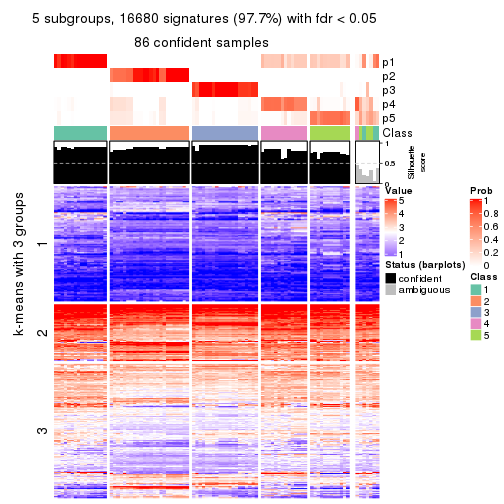 5 subgroups, 16680 signatures (97.7%) with fdr < 0.05
86 confident samples
p1
p2
p3
p4
p5
Class
1
0.5
0
Silhouette
score
k-means with 3 groups
1
2
3
Value
5
4
3
2
1
Status (barplots)
confident
ambiguous
Prob
1
0.8
0.6
0.4
0.2
0
Class
1
2
3
4
5